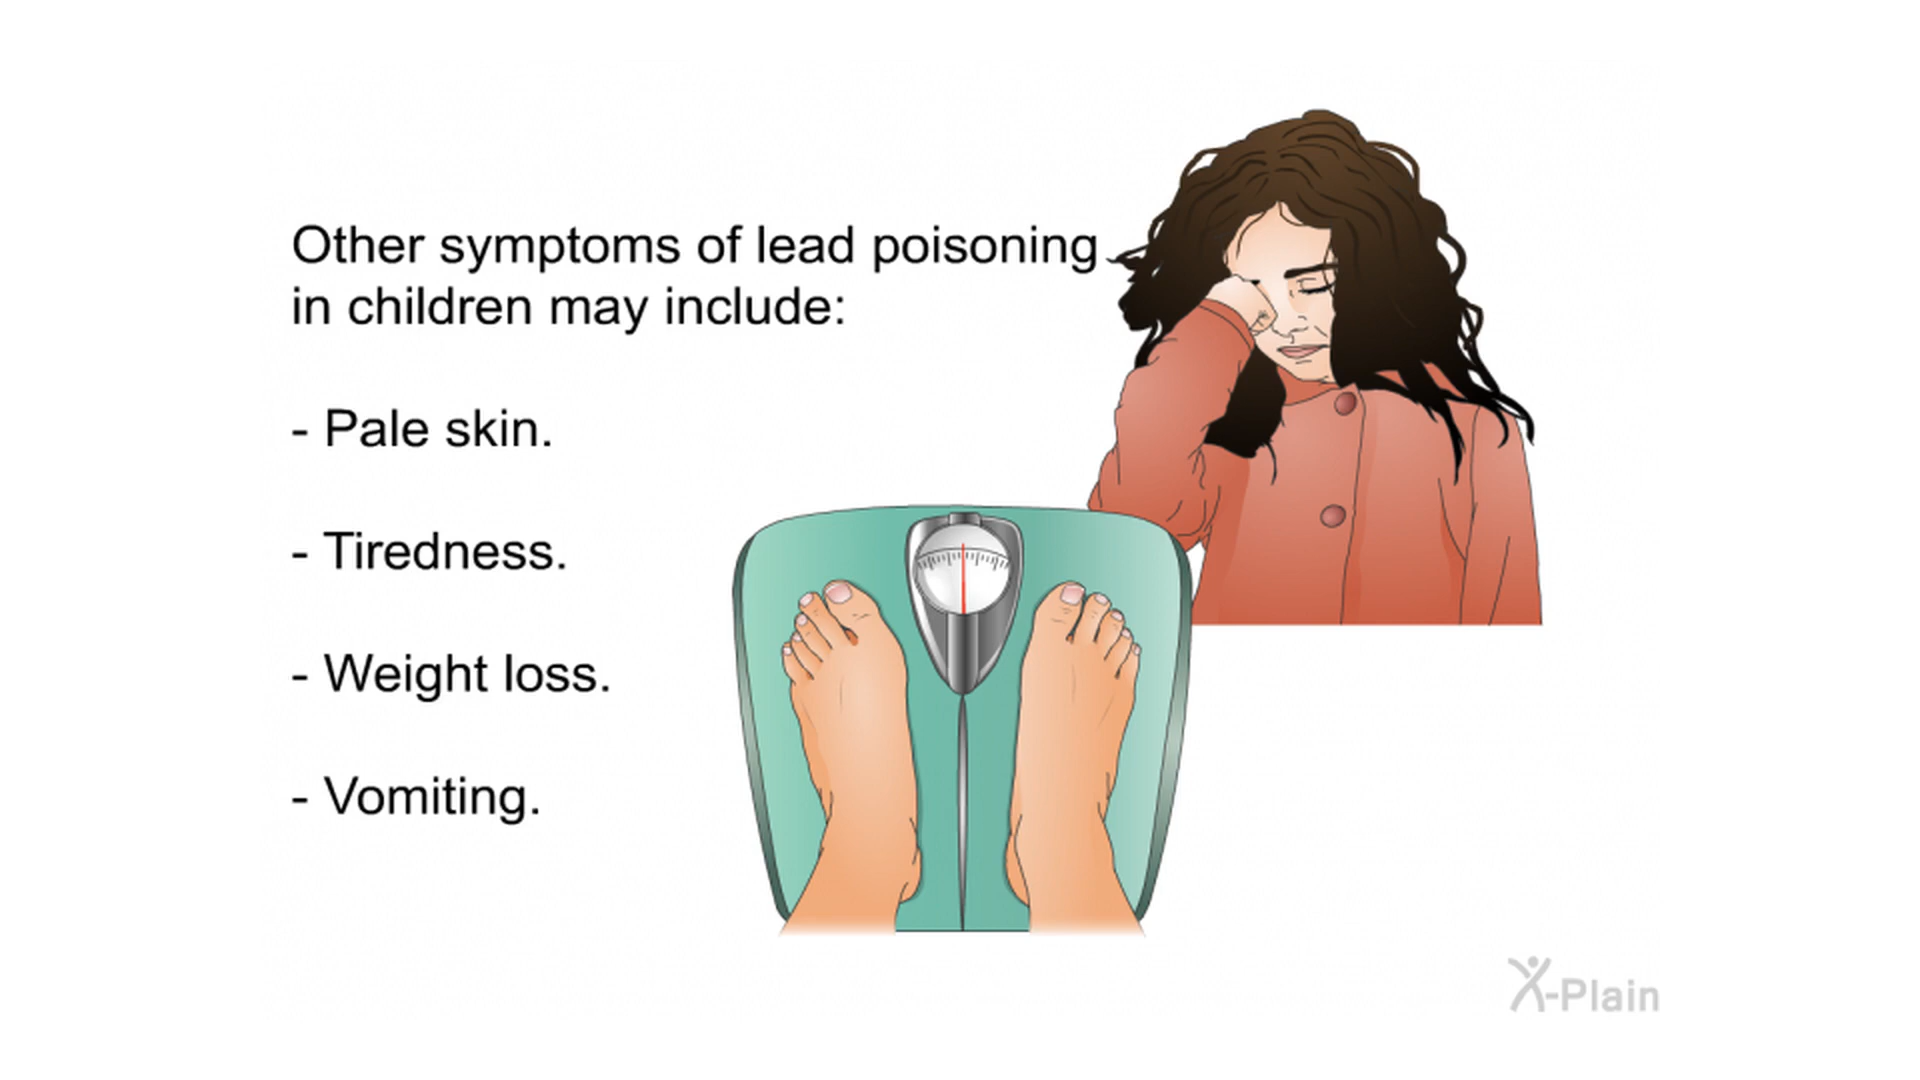 Other symptoms of lead poisoning
in children may include:
- Pale skin.
- Tiredness.
- Weight loss.
- Vomiting.
X-Plain